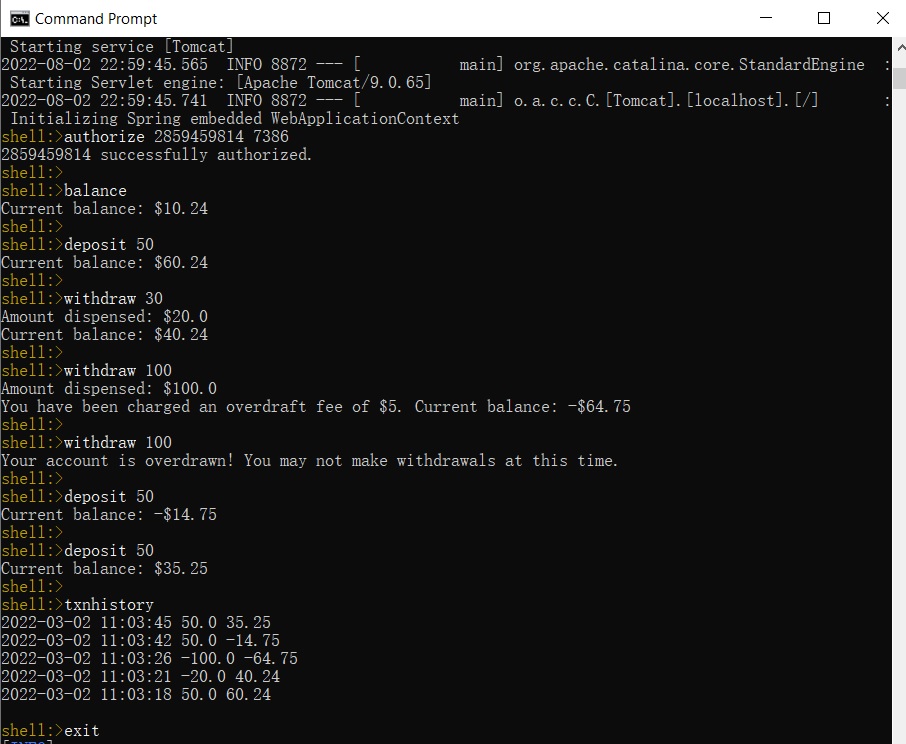 Command Prompt
Starting service [Tomcat]
2022-08-02 22:59:45.565  INFO 8872 --- [           main] org.apache.catalina.core.StandardEngine  :
Starting Servlet engine: [Apache Tomcat/9.0.65]
2022-08-02 22:59:45.741  INFO 8872 --- [           main] o.a.c.c.C.[Tomcat].[localhost].[/]       :
Initializing Spring embedded WebApplicationContext
shell:>authorize 2859459814 7386
2859459814 successfully authorized.
shell:>
shell:>balance
Current balance: $10.24
shell:>
shell:>deposit 50
Current balance: $60.24
shell:>
shell:>withdraw 30
Amount dispensed: $20.0
Current balance: $40.24
shell:>
shell:>withdraw 100
Amount dispensed: $100.0
You have been charged an overdraft fee of $5. Current balance: -$64.75
shell:>
shell:>withdraw 100
Your account is overdrawn! You may not make withdrawals at this time.
shell:>
shell:>deposit 50
Current balance: -$14.75
shell:>
shell:>deposit 50
Current balance: $35.25
shell:>
shell:>txnhistory
2022-03-02 11:03:45 50.0 35.25
2022-03-02 11:03:42 50.0 -14.75
2022-03-02 11:03:26 -100.0 -64.75
2022-03-02 11:03:21 -20.0 40.24
2022-03-02 11:03:18 50.0 60.24
shell:>exit